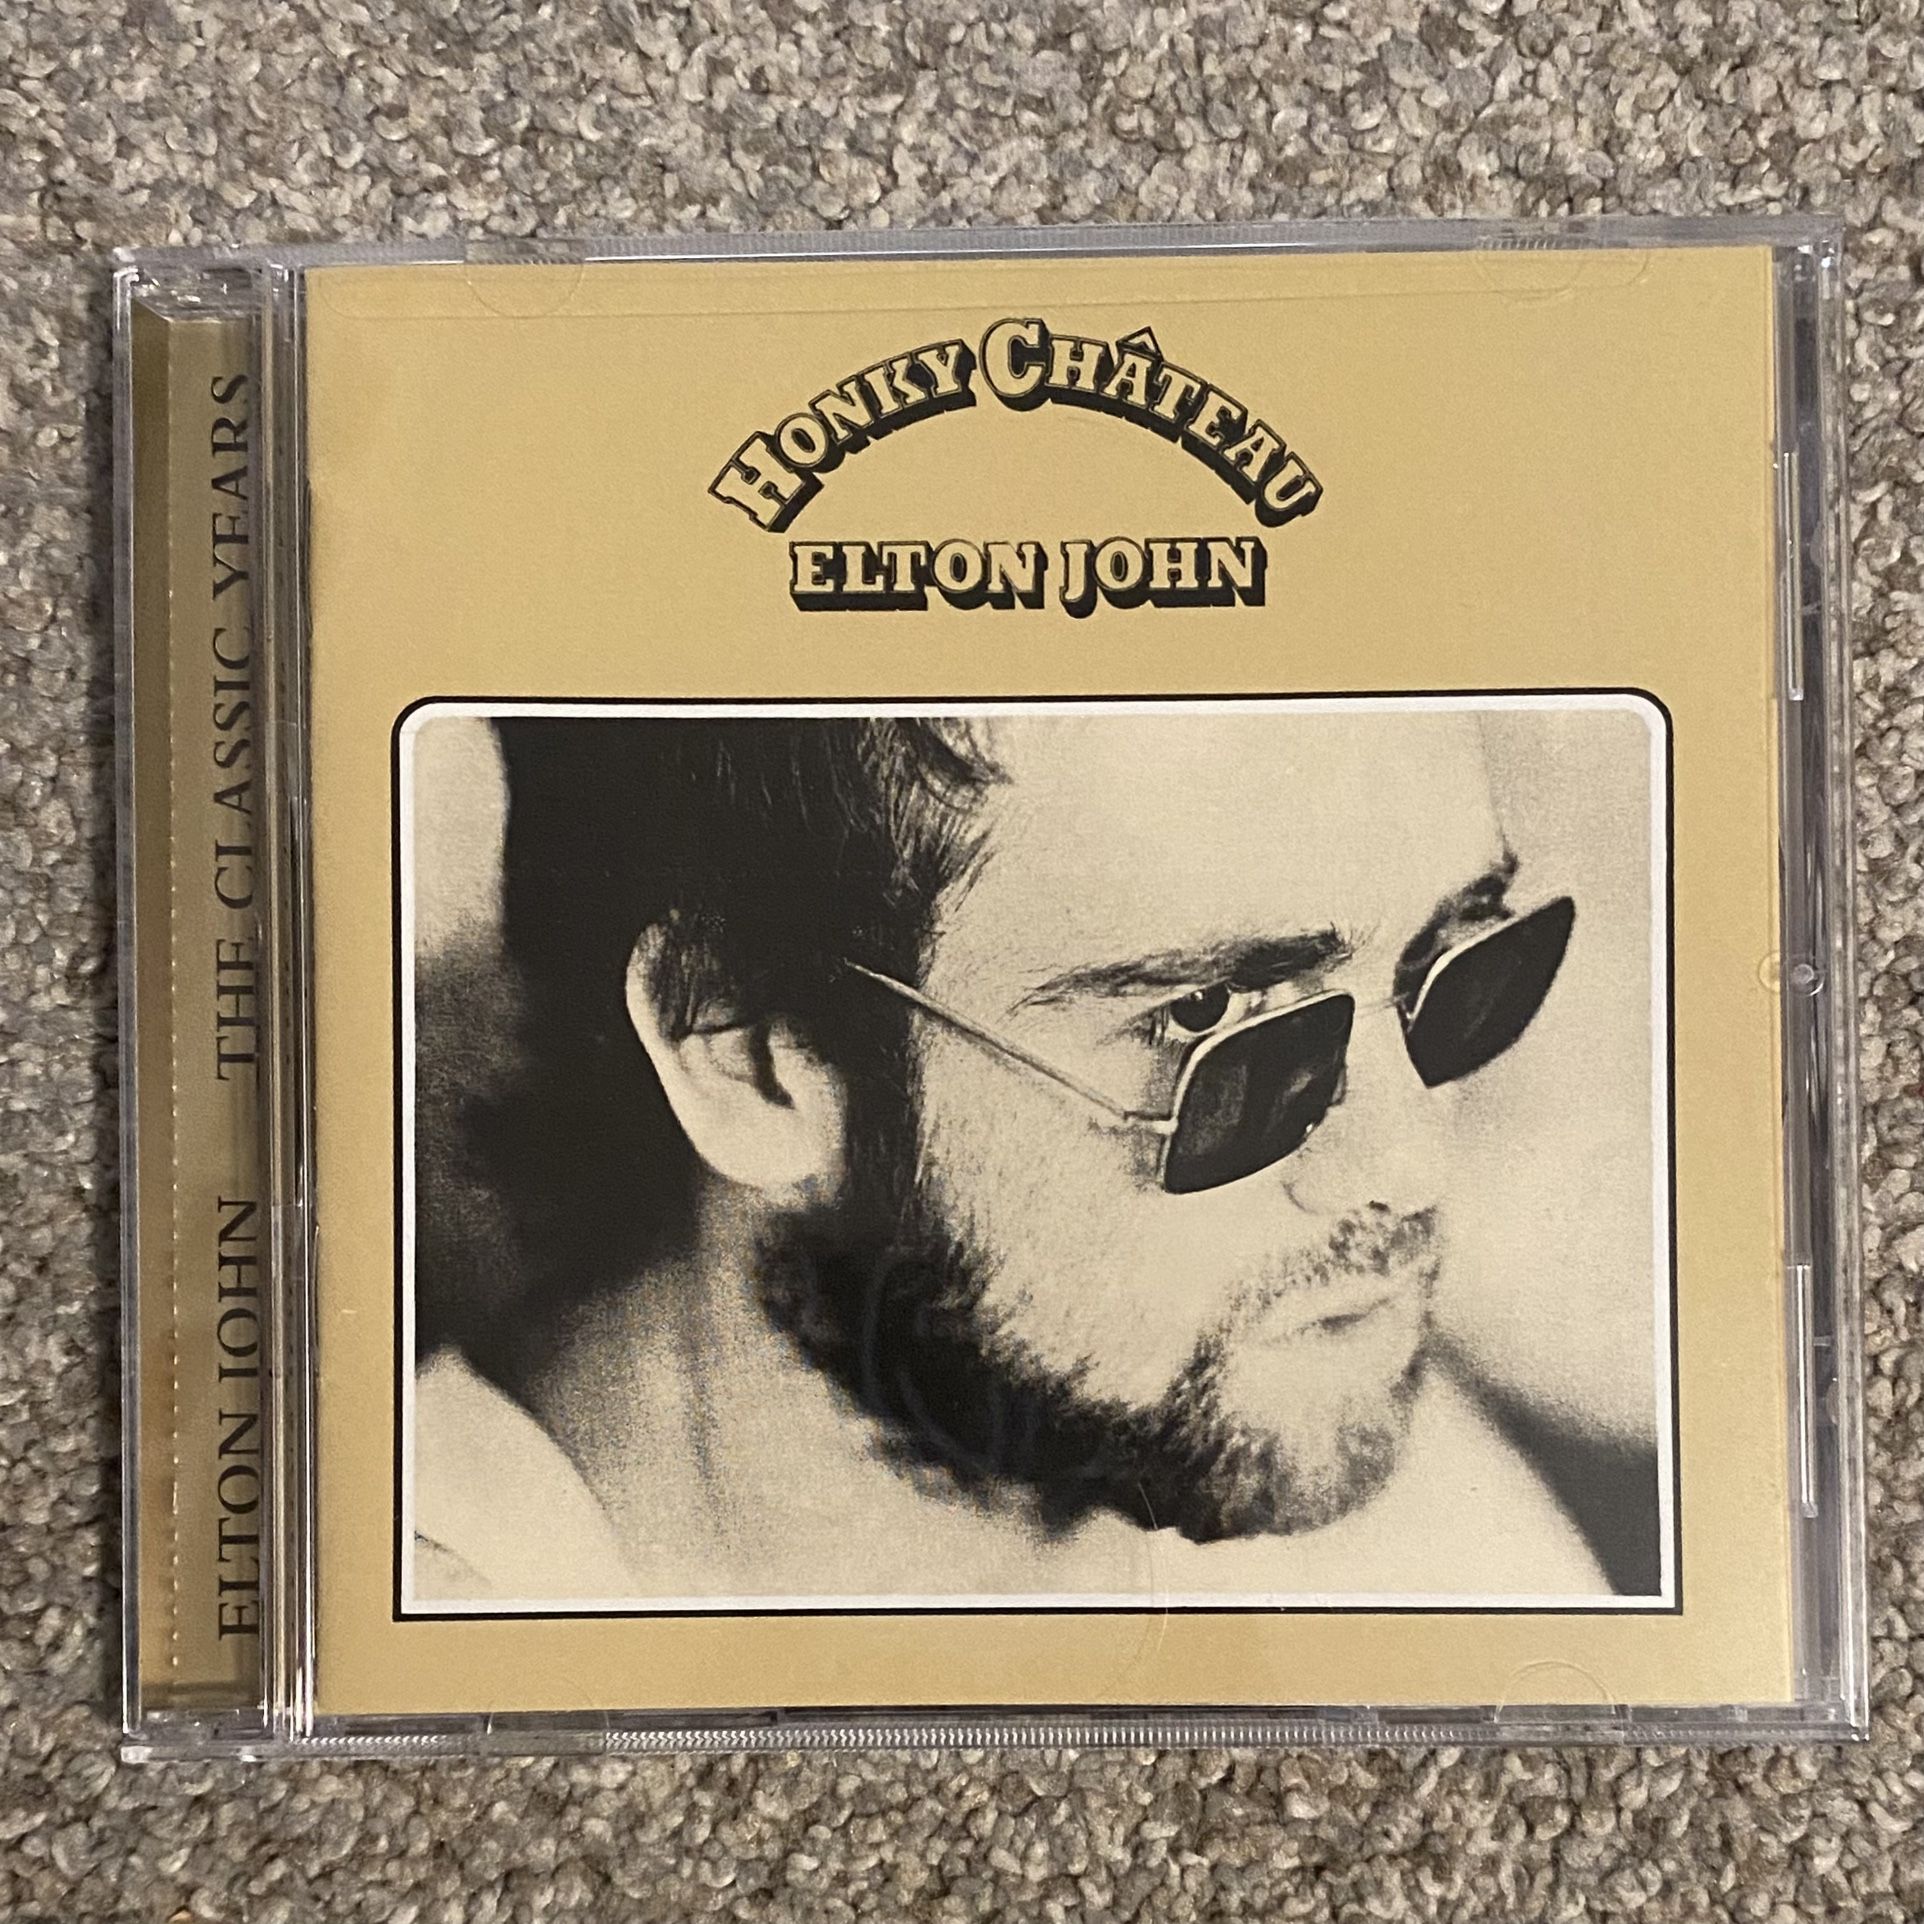 HONKY CHÂTEAU
ELTON JOHN
ELTON JOHN THE CLASSIC YEARS